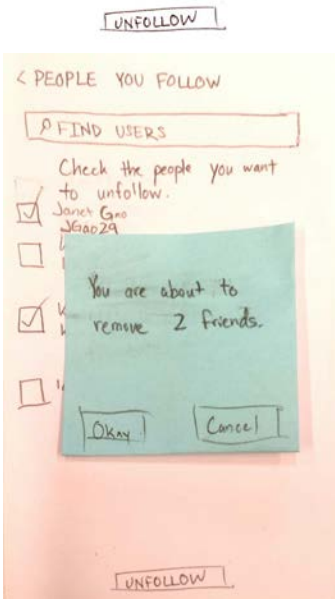 UNFOLLOW
< PEOPLE YOU FOLLOW
FIND USERS
Check the people you want
to unfollow.
Janet Gao
JGao29
You are about to
remove 2 friends.
Okay
Cancel
UNFOLLOW